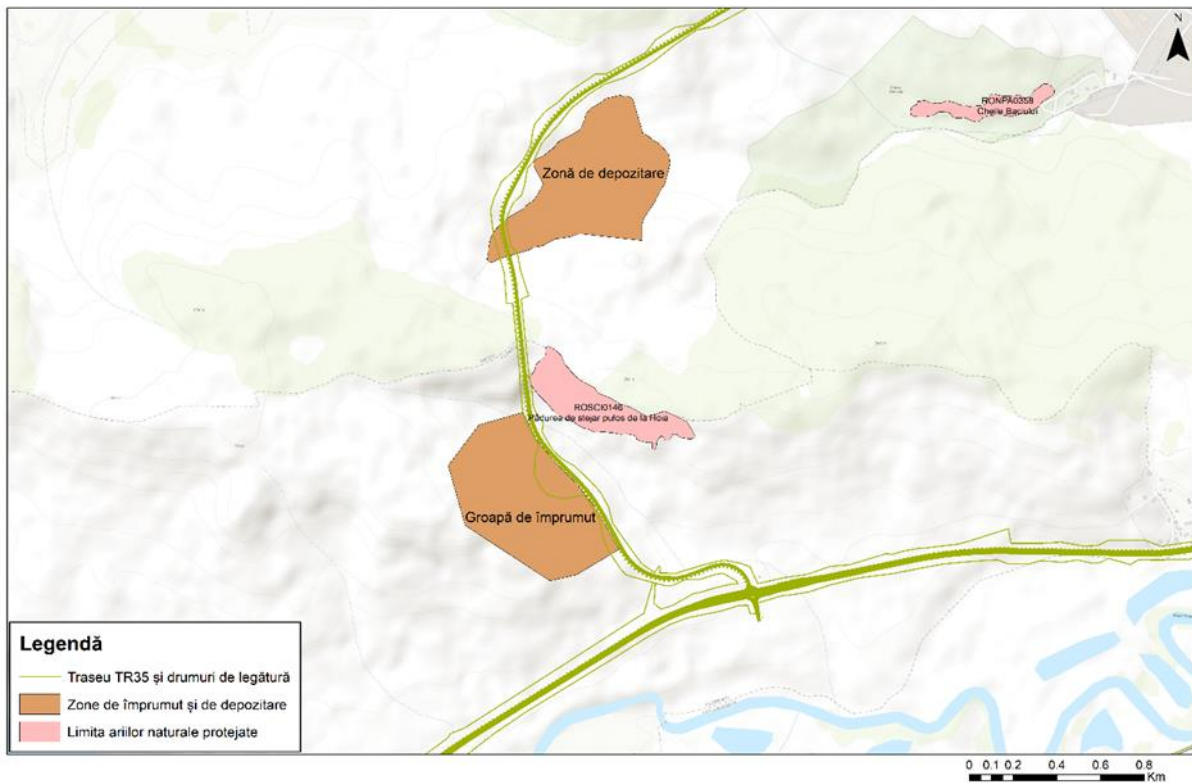 N
RONPA0358
Cheile Baciului
Zonă de depozitare
ROSCI0146
Pădurea de stejar pufos de la Hoia
Groapă de împrumut
Legendă
Traseu TR35 și drumuri de legătură
Zone de împrumut și de depozitare
Limita ariilor naturale protejate
0 0.1 0.2 0.4 0.6 0.8
Km